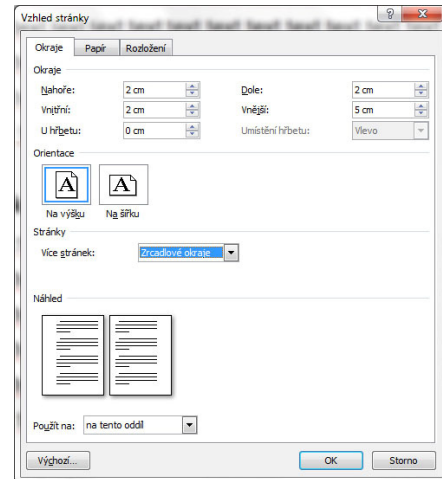 Vzhled stránky
Okraje Papír Rozložení
Okraje
Nahoře: 2 cm Dole: 2 cm
Vnitřní: 2 cm Vnější: 5 cm
U hřbetu: 0 cm Umístění hřbetu: Vlevo
Orientace
A A
Na výšku Na šířku
Stránky
Více stránek: Zrcadlové okraje
Náhled
Použít na: na tento oddíl
Výchozí... OK Storno